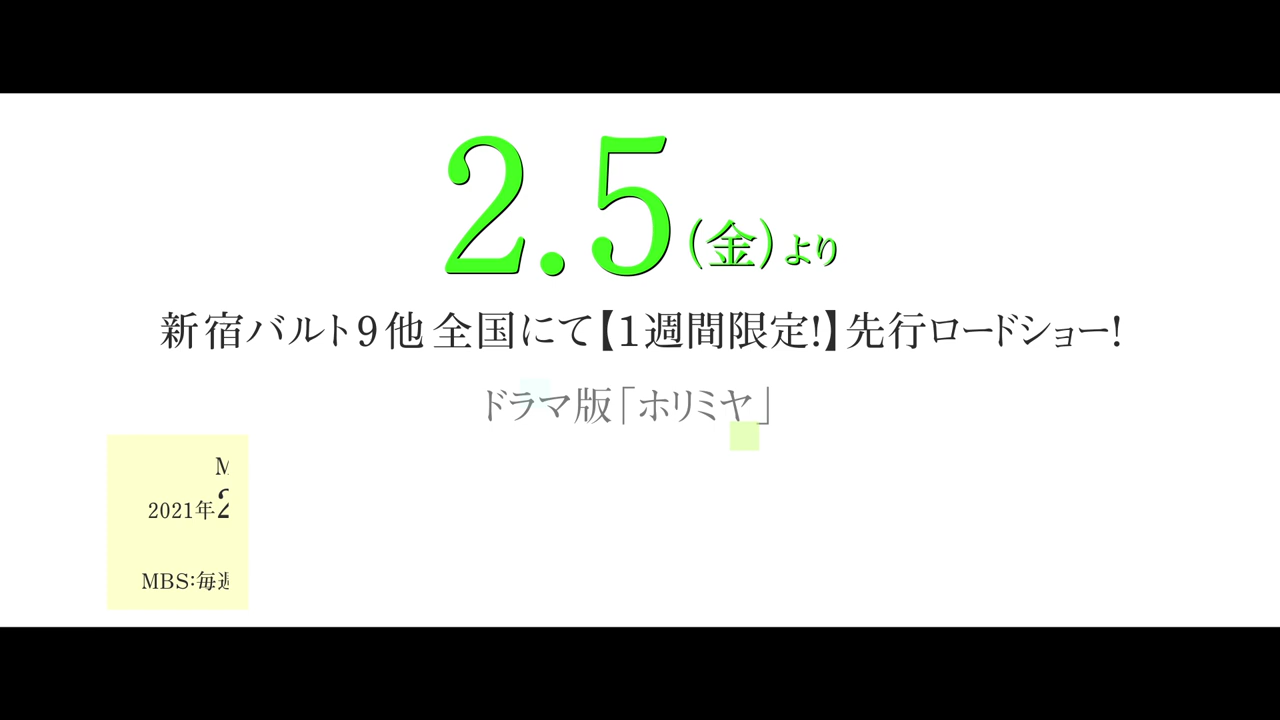 2.5(金)より
新宿バルト9他 全国にて【1週間限定!】先行ロードショー!
ドラマ版「ホリミヤ」
M
2021年2
MBS:毎週